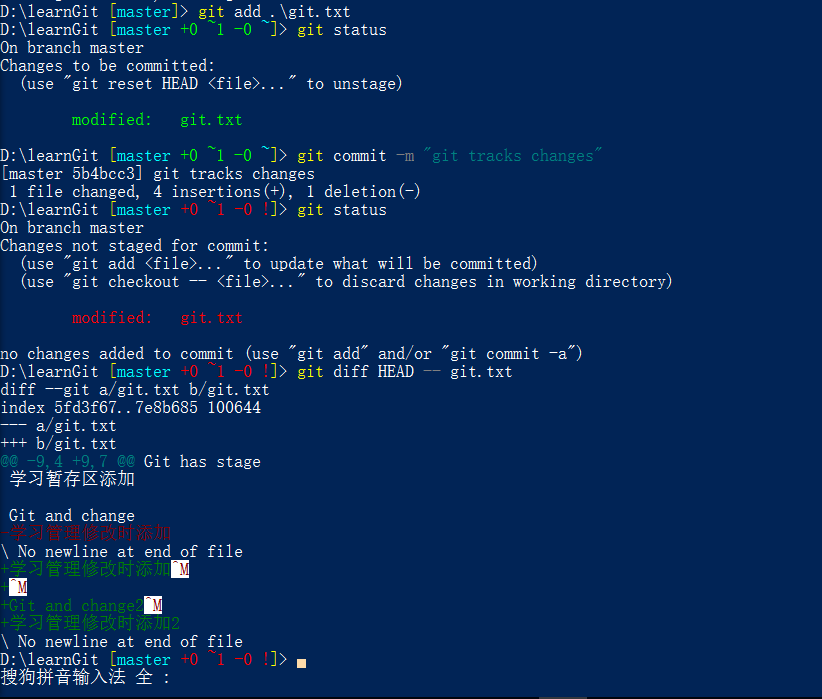 D:\learnGit [master]> git add .\git.txt
D:\learnGit [master +0 ~1 -0 ~]> git status
On branch master
Changes to be committed:
  (use "git reset HEAD <file>..." to unstage)
        modified:   git.txt
D:\learnGit [master +0 ~1 -0 ~]> git commit -m "git tracks changes"
[master 5b4bcc3] git tracks changes
 1 file changed, 4 insertions(+), 1 deletion(-)
D:\learnGit [master +0 ~1 -0 !]> git status
On branch master
Changes not staged for commit:
  (use "git add <file>..." to update what will be committed)
  (use "git checkout -- <file>..." to discard changes in working directory)
        modified:   git.txt
no changes added to commit (use "git add" and/or "git commit -a")
D:\learnGit [master +0 ~1 -0 !]> git diff HEAD -- git.txt
diff --git a/git.txt b/git.txt
index 5fd3f67..7e8b685 100644
--- a/git.txt
+++ b/git.txt
@@ -9,4 +9,7 @@ Git has stage
 学习暂存区添加
 Git and change
-学习管理修改时添加
\ No newline at end of file
+学习管理修改时添加^M
+^M
+Git and change2^M
+学习管理修改时添加2
\ No newline at end of file
D:\learnGit [master +0 ~1 -0 !]>
搜狗拼音输入法 全 :